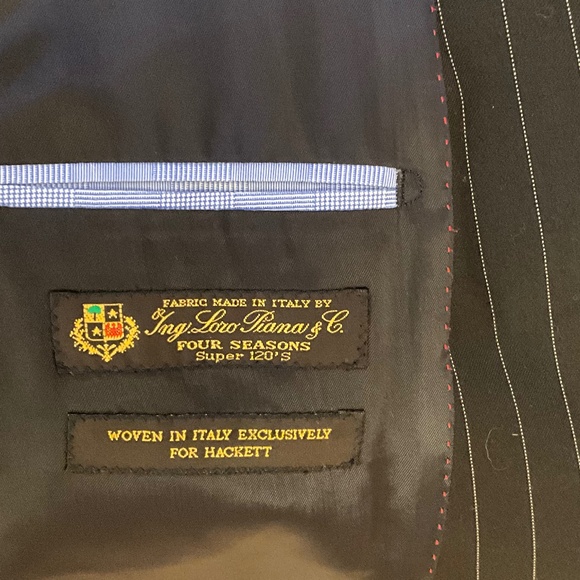 FABRIC MADE IN ITALY BY
Ing. Loro Piana & C.
FOUR SEASONS
Super 120'S
WOVEN IN ITALY EXCLUSIVELY
FOR HACKETT